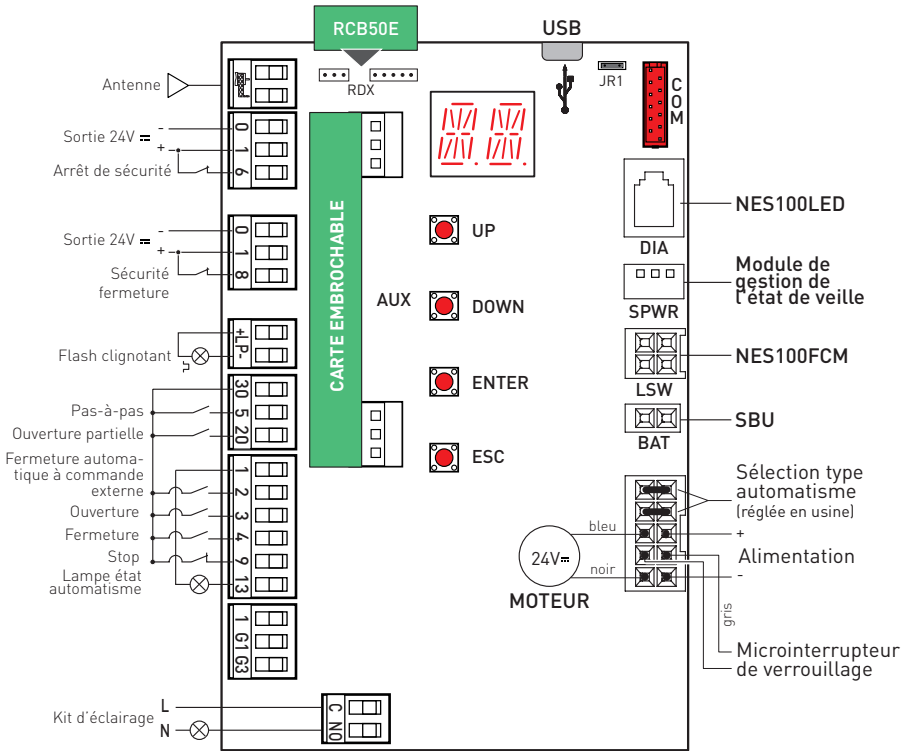 RCB50E
USB
RDX
JR1
COM
Antenne
Sortie 24V
-
+
Arrêt de sécurité
0
1
6
Sortie 24V
-
+
Sécurité
fermeture
0
1
8
CARTE EMBROCHABLE
AUX
UP
DOWN
ENTER
ESC
NES100LED
DIA
Module de
gestion de
l'état de veille
SPWR
NES100FCM
LSW
SBU
BAT
Flash clignotant
+LP-
30
5
20
Pas-à-pas
Ouverture partielle
Fermeture automa-
tique à commande
externe
Ouverture
Fermeture
Stop
Lampe état
automatisme
1
2
3
4
9
13
1
G1
G3
Sélection type
automatisme
(réglée en usine)
bleu
+
24V
Alimentation
noir
-
MOTEUR
gris
Microinterrupteur
de verrouillage
Kit d'éclairage
L
N
C
NO